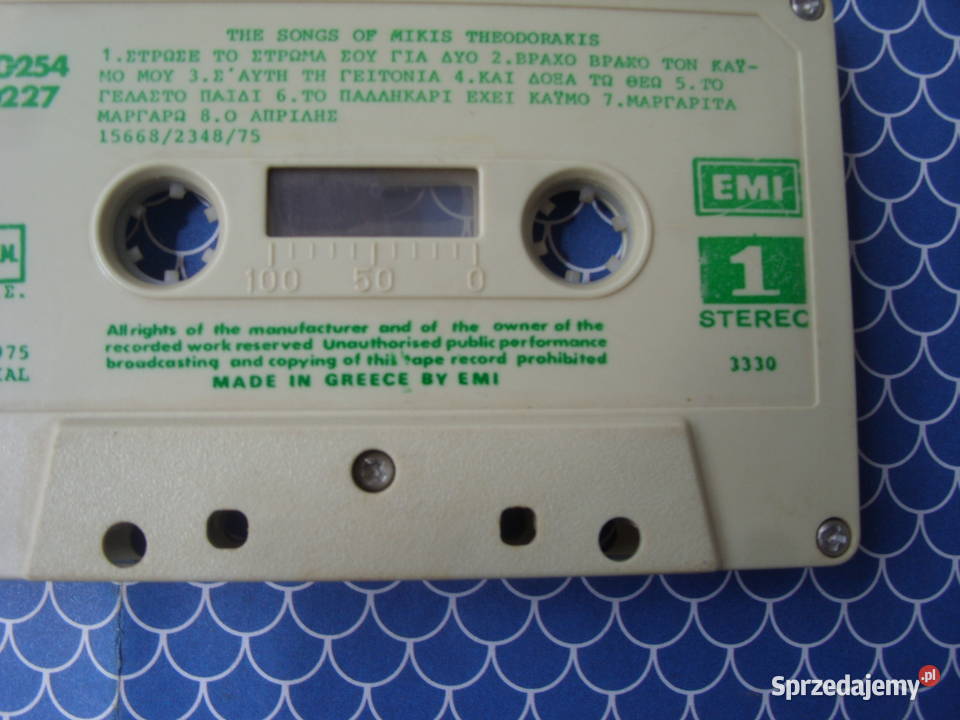 THE SONGS OF MIKIS THEODORAKIS
1.ΣΤΡΩΣΕ ΤΟ ΣΤΡΩΜΑ ΣΟΥ ΓΙΑ ΔΥΟ 2.ΒΡΑΧΟ ΒΡΑΧΟ ΤΟΝ ΚΑΫ-
ΜΟ ΜΟΥ 3.Σ'ΑΥΤΗ ΤΗ ΓΕΙΤΟΝΙΑ 4.ΚΑΙ ΔΟΞΑ ΤΩ ΘΕΩ 5.ΤΟ
ΓΕΛΑΣΤΟ ΠΑΙΔΙ 6.ΤΟ ΠΑΛΛΗΚΑΡΙ ΕΧΕΙ ΚΑΫΜΟ 7.ΜΑΡΓΑΡΙΤΑ
ΜΑΡΓΑΡΩ 8.Ο ΑΠΡΙΛΗΣ
15668/2348/75
0254
227
EMI
1
STEREO
3330
M.
Σ.
975
100 50 0
All rights of the manufacturer and of the owner of the
recorded work reserved Unauthorised public performance
broadcasting and copying of this tape record prohibited
MADE IN GREECE BY EMI
Sprzedajemy.pl